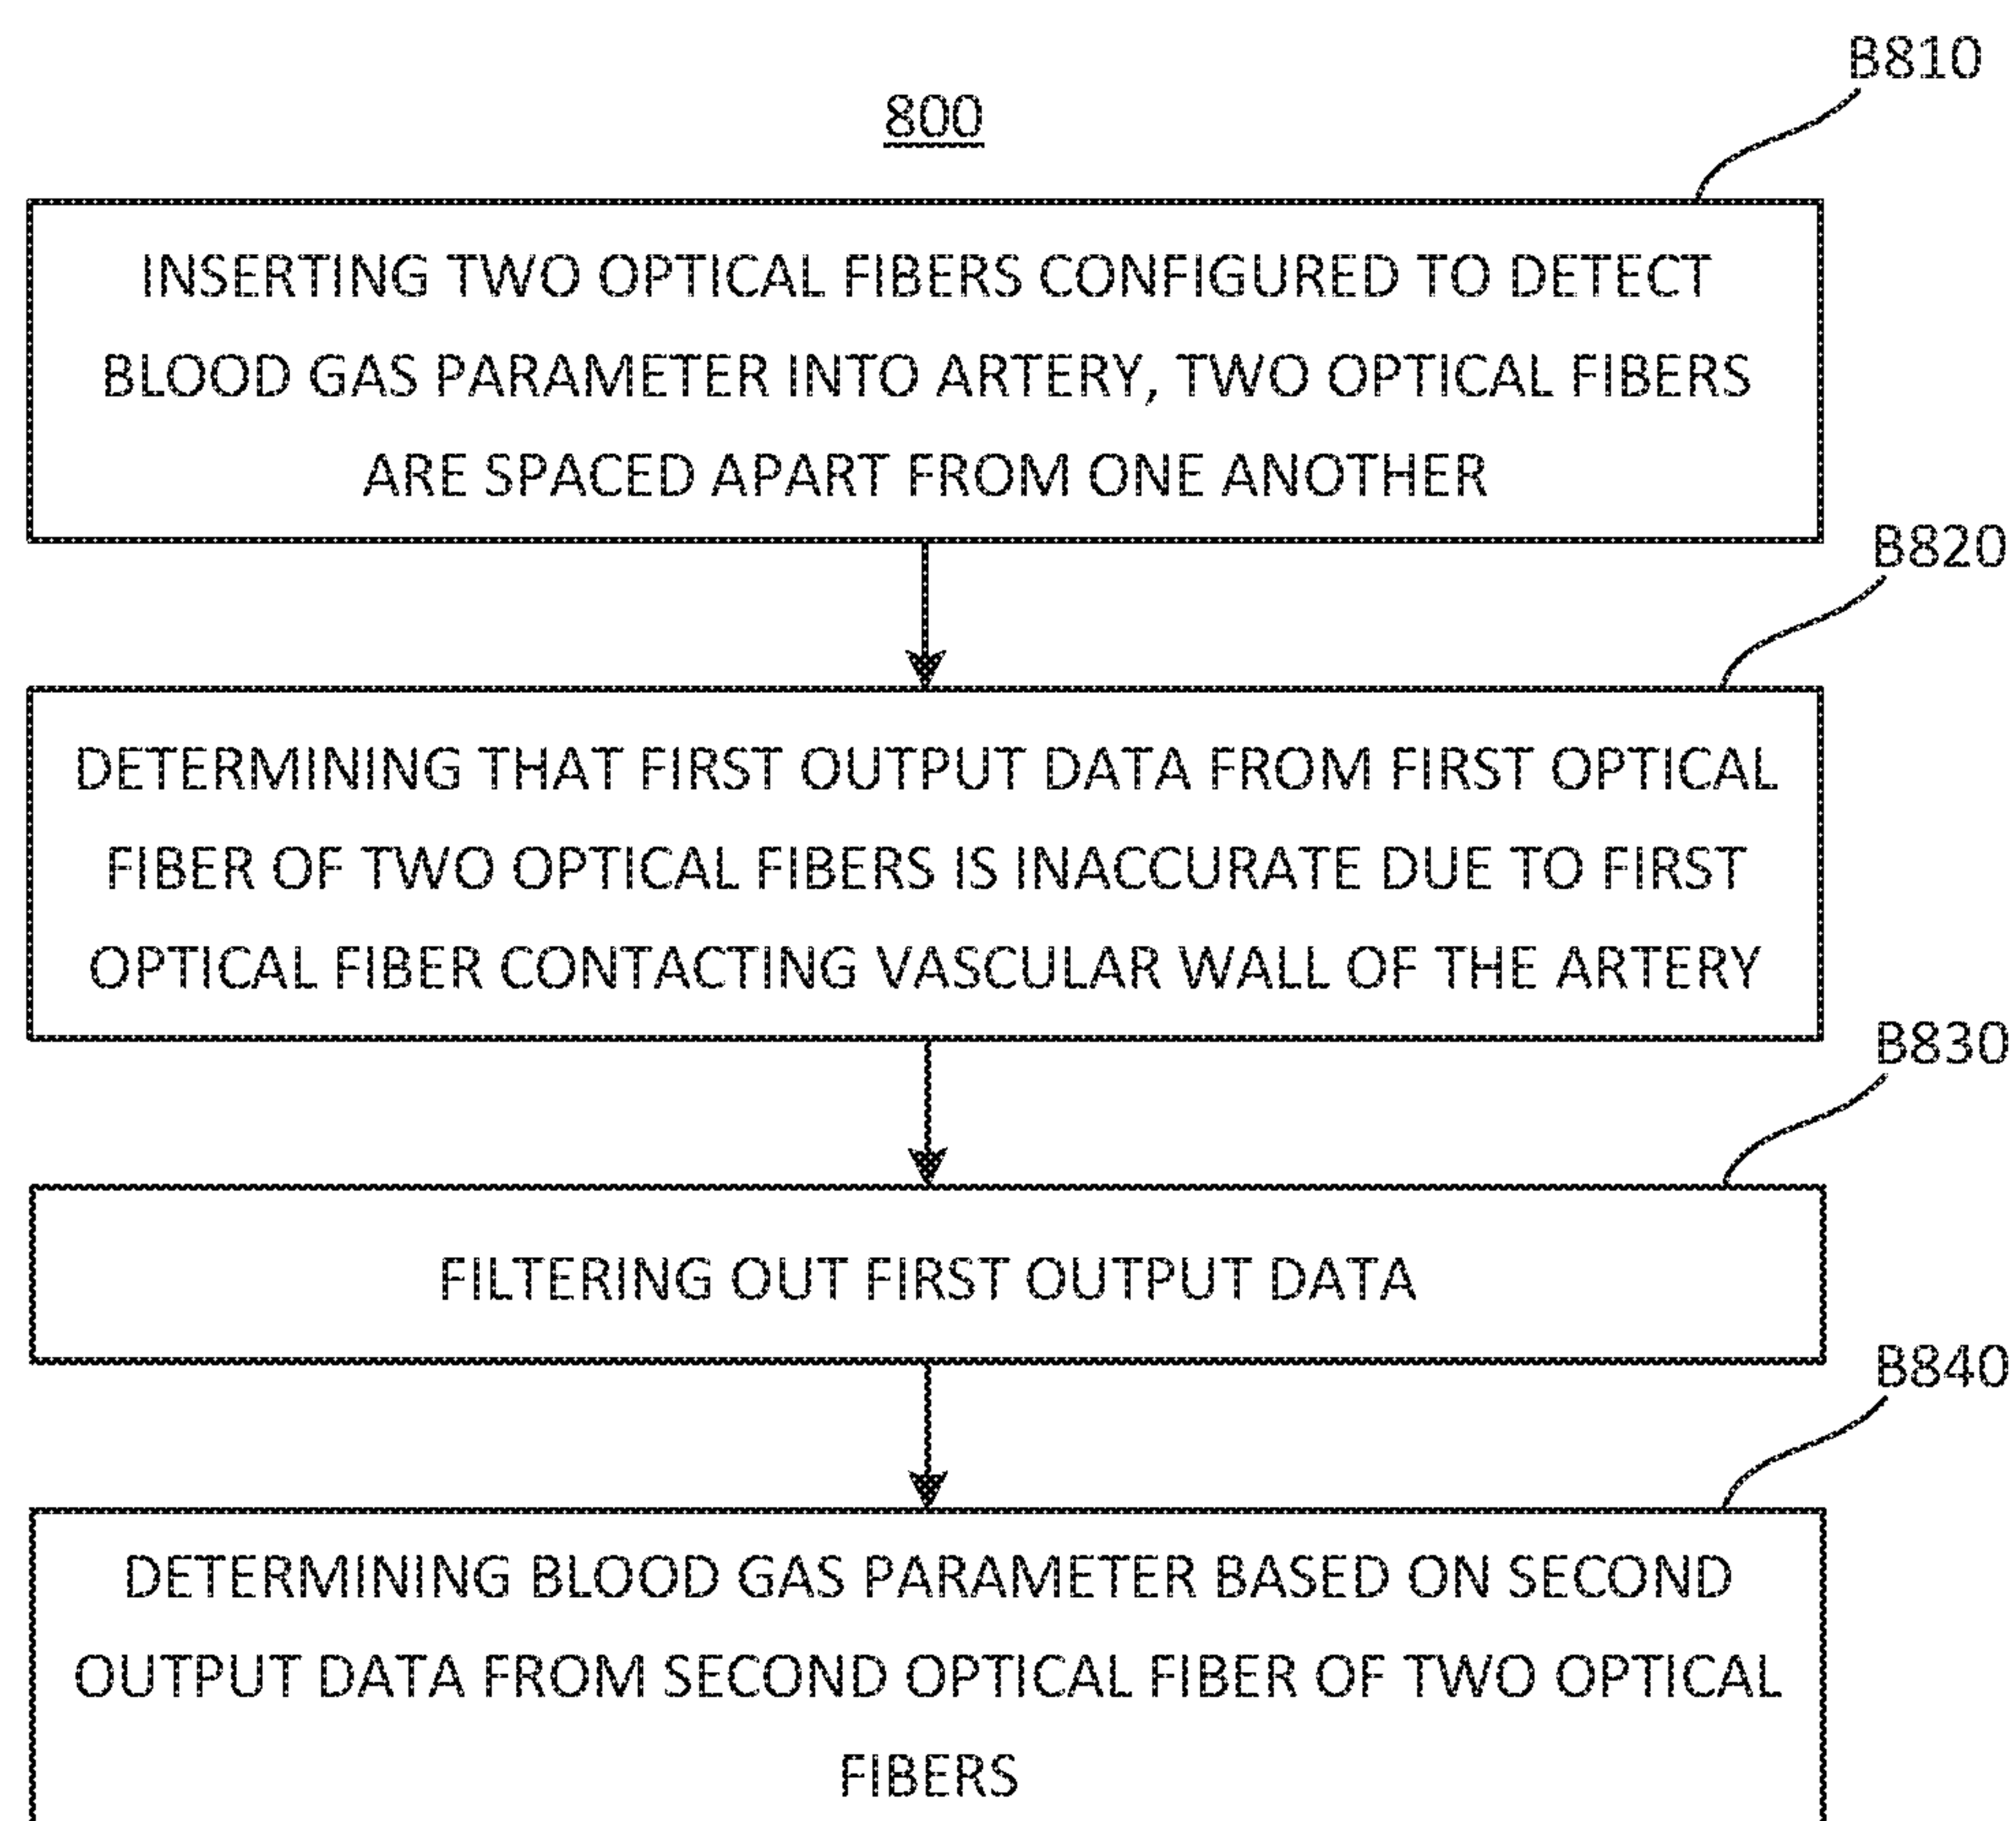 B810
800
INSERTING TWO OPTICAL FIBERS CONFIGURED TO DETECT
BLOOD GAS PARAMETER INTO ARTERY, TWO OPTICAL FIBERS
ARE SPACED APART FROM ONE ANOTHER
B820
DETERMINING THAT FIRST OUTPUT DATA FROM FIRST OPTICAL
FIBER OF TWO OPTICAL FIBERS IS INACCURATE DUE TO FIRST
OPTICAL FIBER CONTACTING VASCULAR WALL OF THE ARTERY
B830
FILTERING OUT FIRST OUTPUT DATA
B840
DETERMINING BLOOD GAS PARAMETER BASED ON SECOND
OUTPUT DATA FROM SECOND OPTICAL FIBER OF TWO OPTICAL
FIBERS